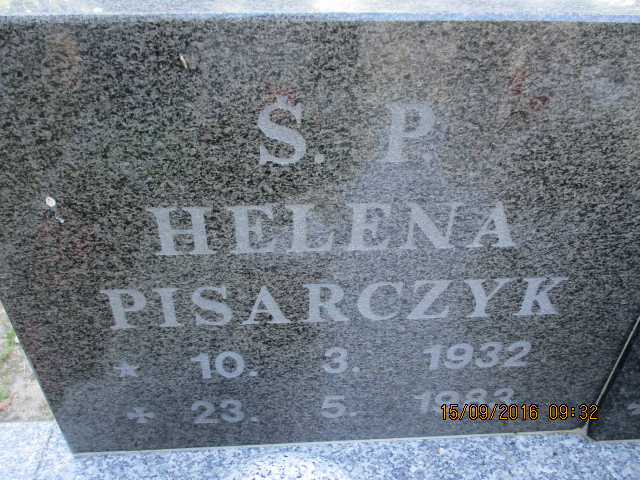 Š. P.
HELENA
PISARCZYK
* 10. 3. 1932
* 23. 5.
15/09/2016 09:32